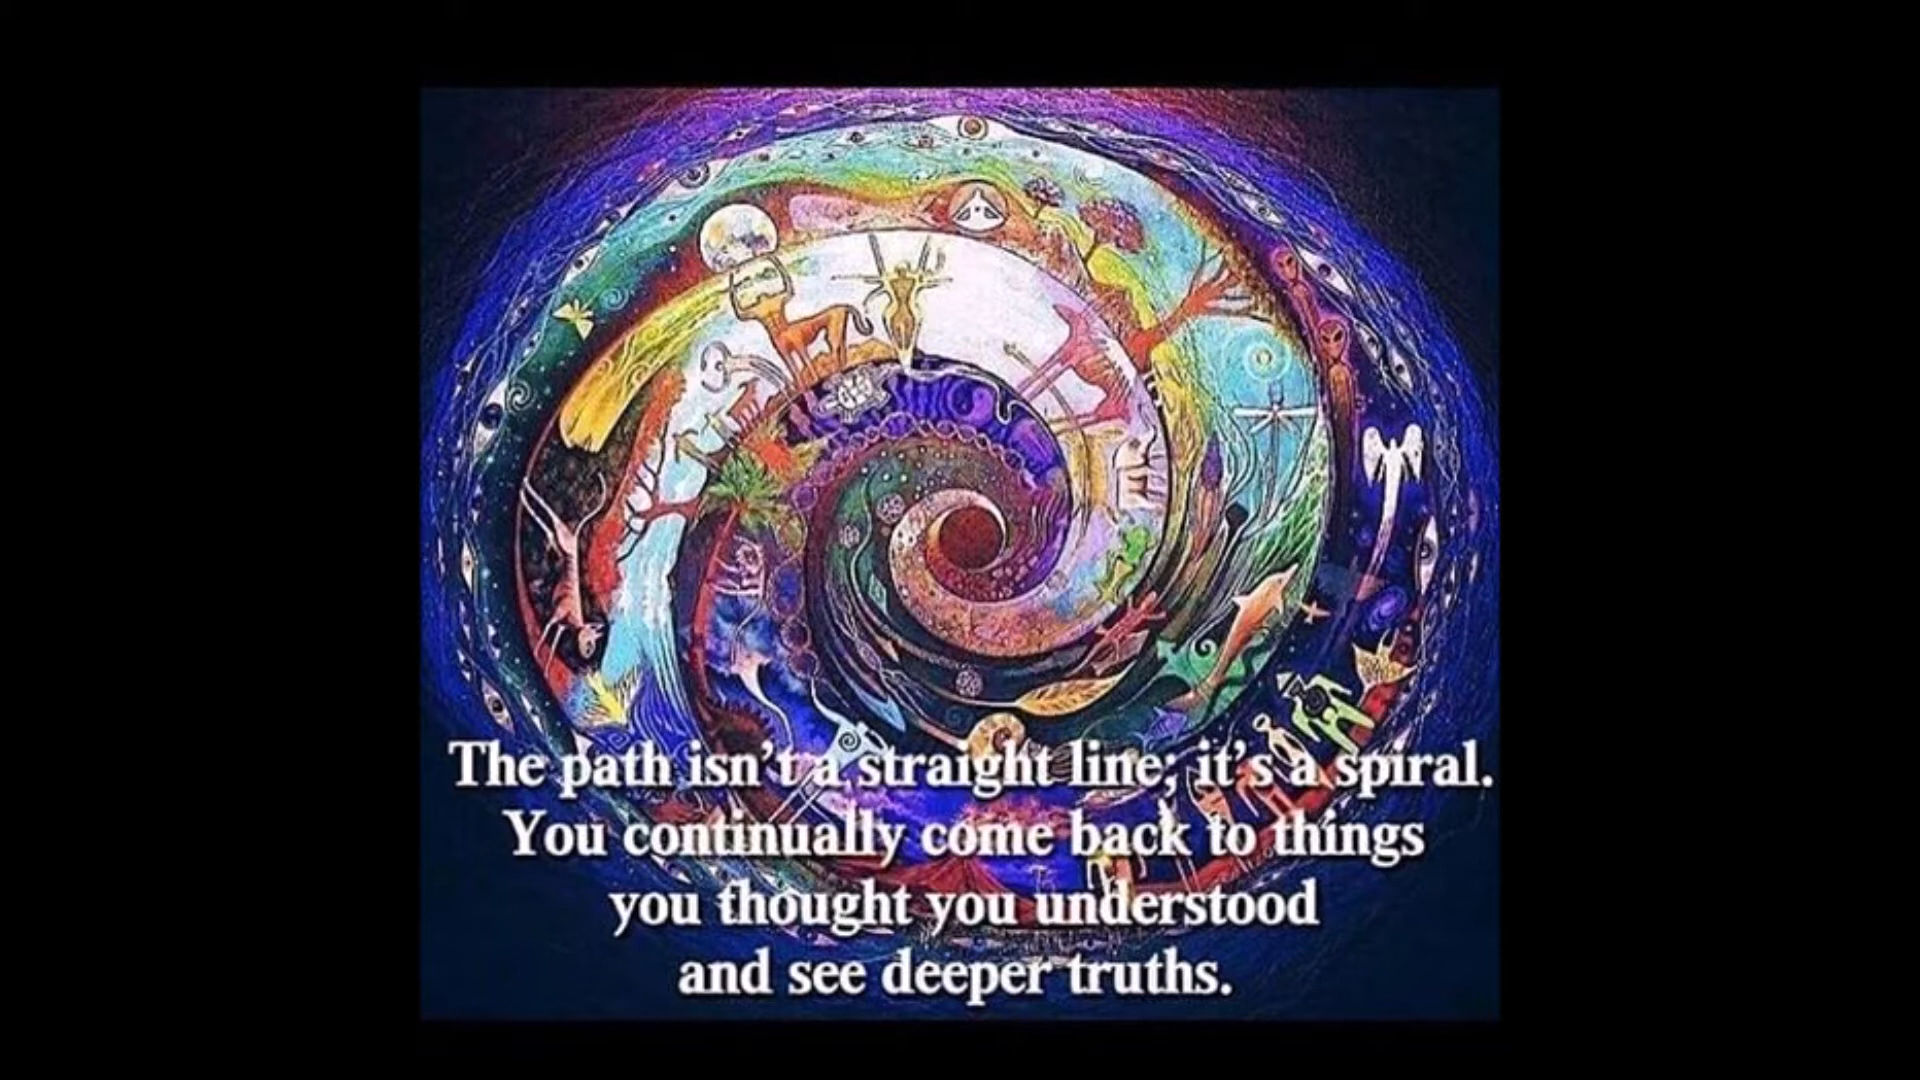 The path isn't a straight line; it's a spiral.
You continually come back to things
you thought you understood
and see deeper truths.